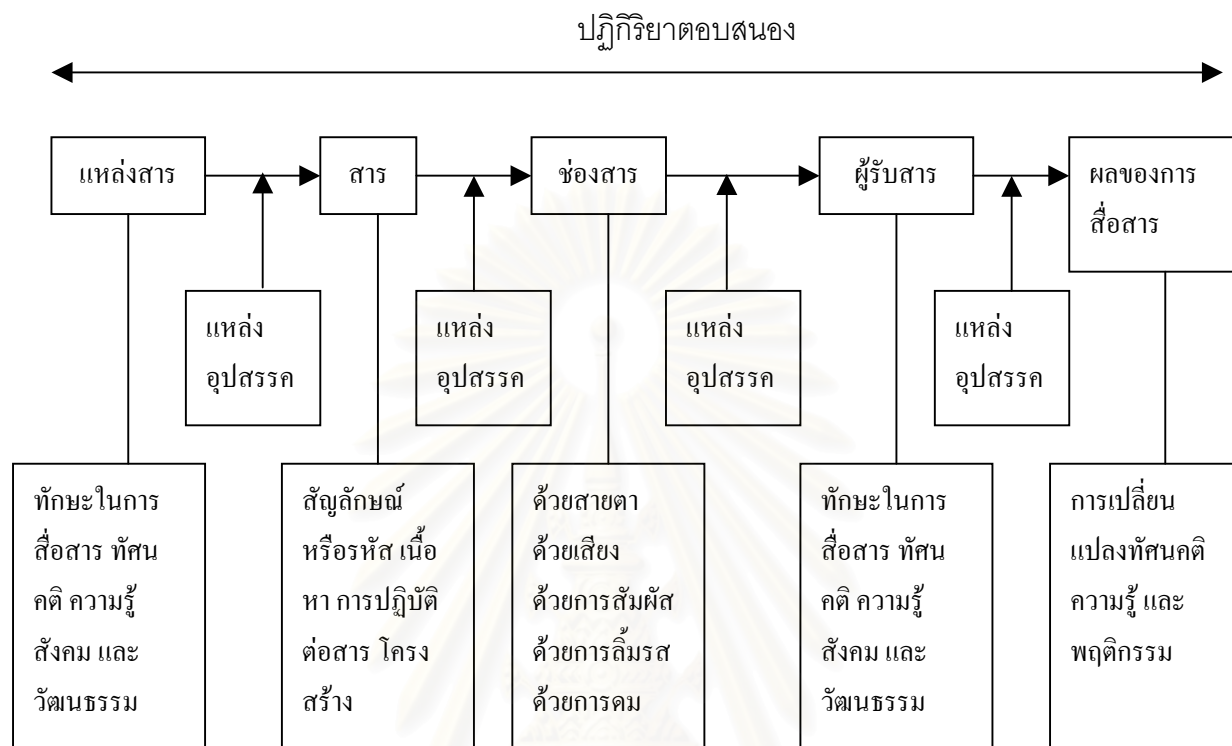 ปฏิกิริยาตอบสนอง
แหล่งสาร
สาร
ช่องสาร
ผู้รับสาร
ผลของการ
สื่อสาร
แหล่ง
อุปสรรค
แหล่ง
อุปสรรค
แหล่ง
อุปสรรค
แหล่ง
อุปสรรค
ทักษะในการ
สื่อสาร ทัศน
คติ ความรู้
สังคม และ
วัฒนธรรม
สัญลักษณ์
หรือรหัส เนื้อ
หา การปฏิบัติ
ต่อสาร โครง
สร้าง
ด้วยสายตา
ด้วยเสียง
ด้วยการสัมผัส
ด้วยการลิ้มรส
ด้วยการดม
ทักษะในการ
สื่อสาร ทัศน
คติ ความรู้
สังคม และ
วัฒนธรรม
การเปลี่ยน
แปลงทัศนคติ
ความรู้ และ
พฤติกรรม